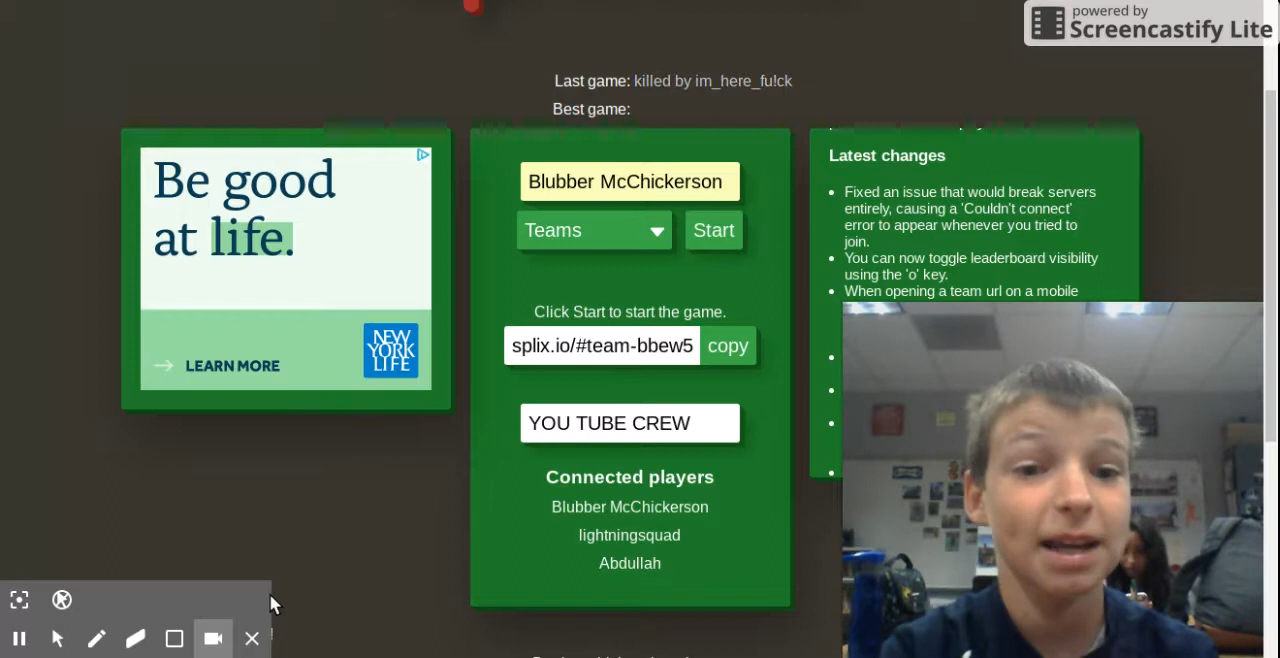 powered by
Screencastify Lite
Last game: killed by im_here_fu!ck
Best game:
Be good
at life.
LEARN MORE
NEW
YORK
LIFE
Blubber McChickerson
Teams
Start
Click Start to start the game.
splix.io/#team-bbew5
copy
YOU TUBE CREW
Connected players
Blubber McChickerson
lightningsquad
Abdullah
Latest changes
Fixed an issue that would break servers
entirely, causing a 'Couldn't connect'
error to appear whenever you tried to
join.
You can now toggle leaderboard visibility
using the 'o' key.
When opening a team url on a mobile